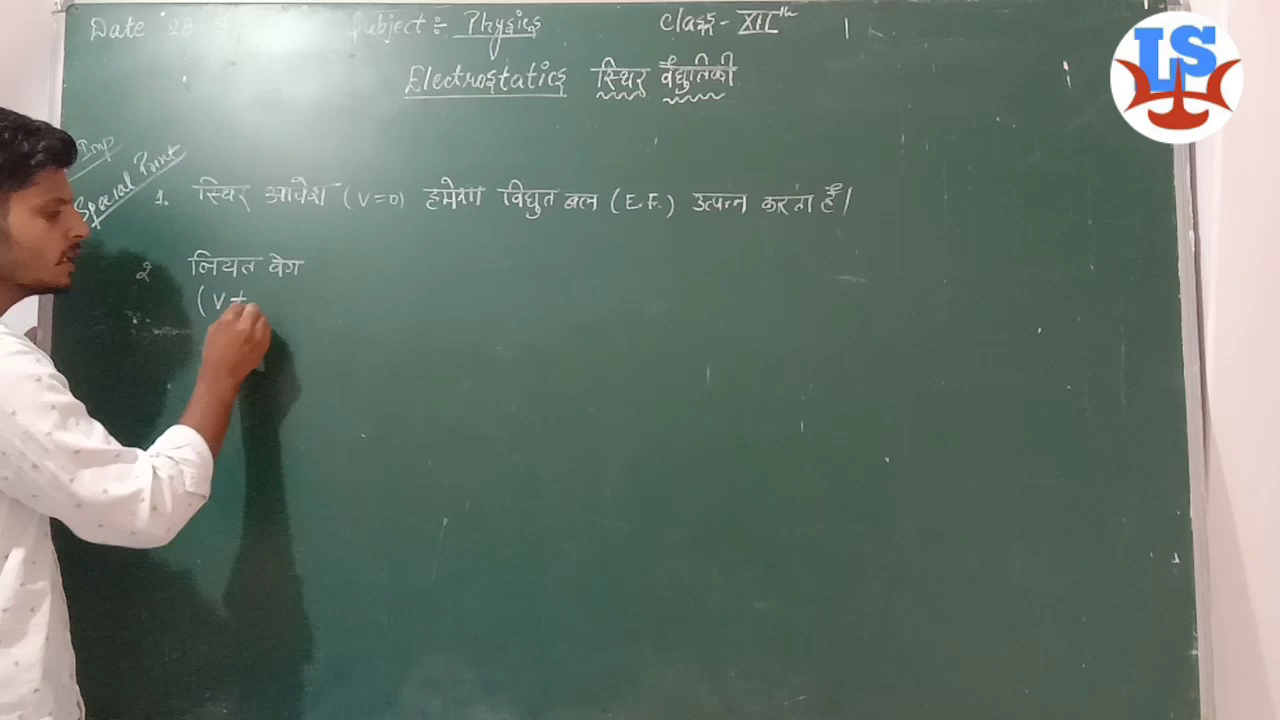 Date 28- Subject :- Physics Class- XII th
Electrostatics स्थिर वैद्युतिकी
Imp
Special Point
1. स्थिर आवेश (v=0) हमेशा विधुत बल (E.F.) उत्पन्न करता है।
2 नियत वेग
(v +
LS